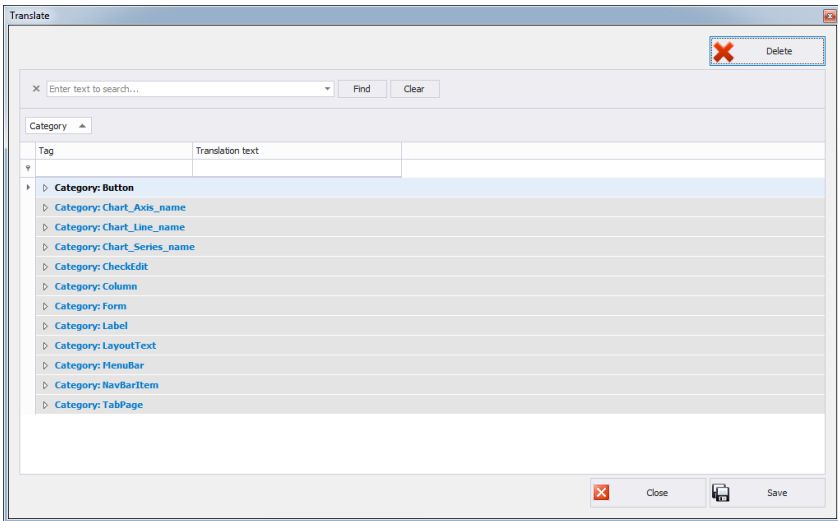 Translate
Delete
Enter text to search...
Find
Clear
Category
Tag
Translation text
Category: Button
Category: Chart_Axis_name
Category: Chart_Line_name
Category: Chart_Series_name
Category: CheckEdit
Category: Column
Category: Form
Category: Label
Category: LayoutText
Category: MenuBar
Category: NavBarItem
Category: TabPage
Close
Save